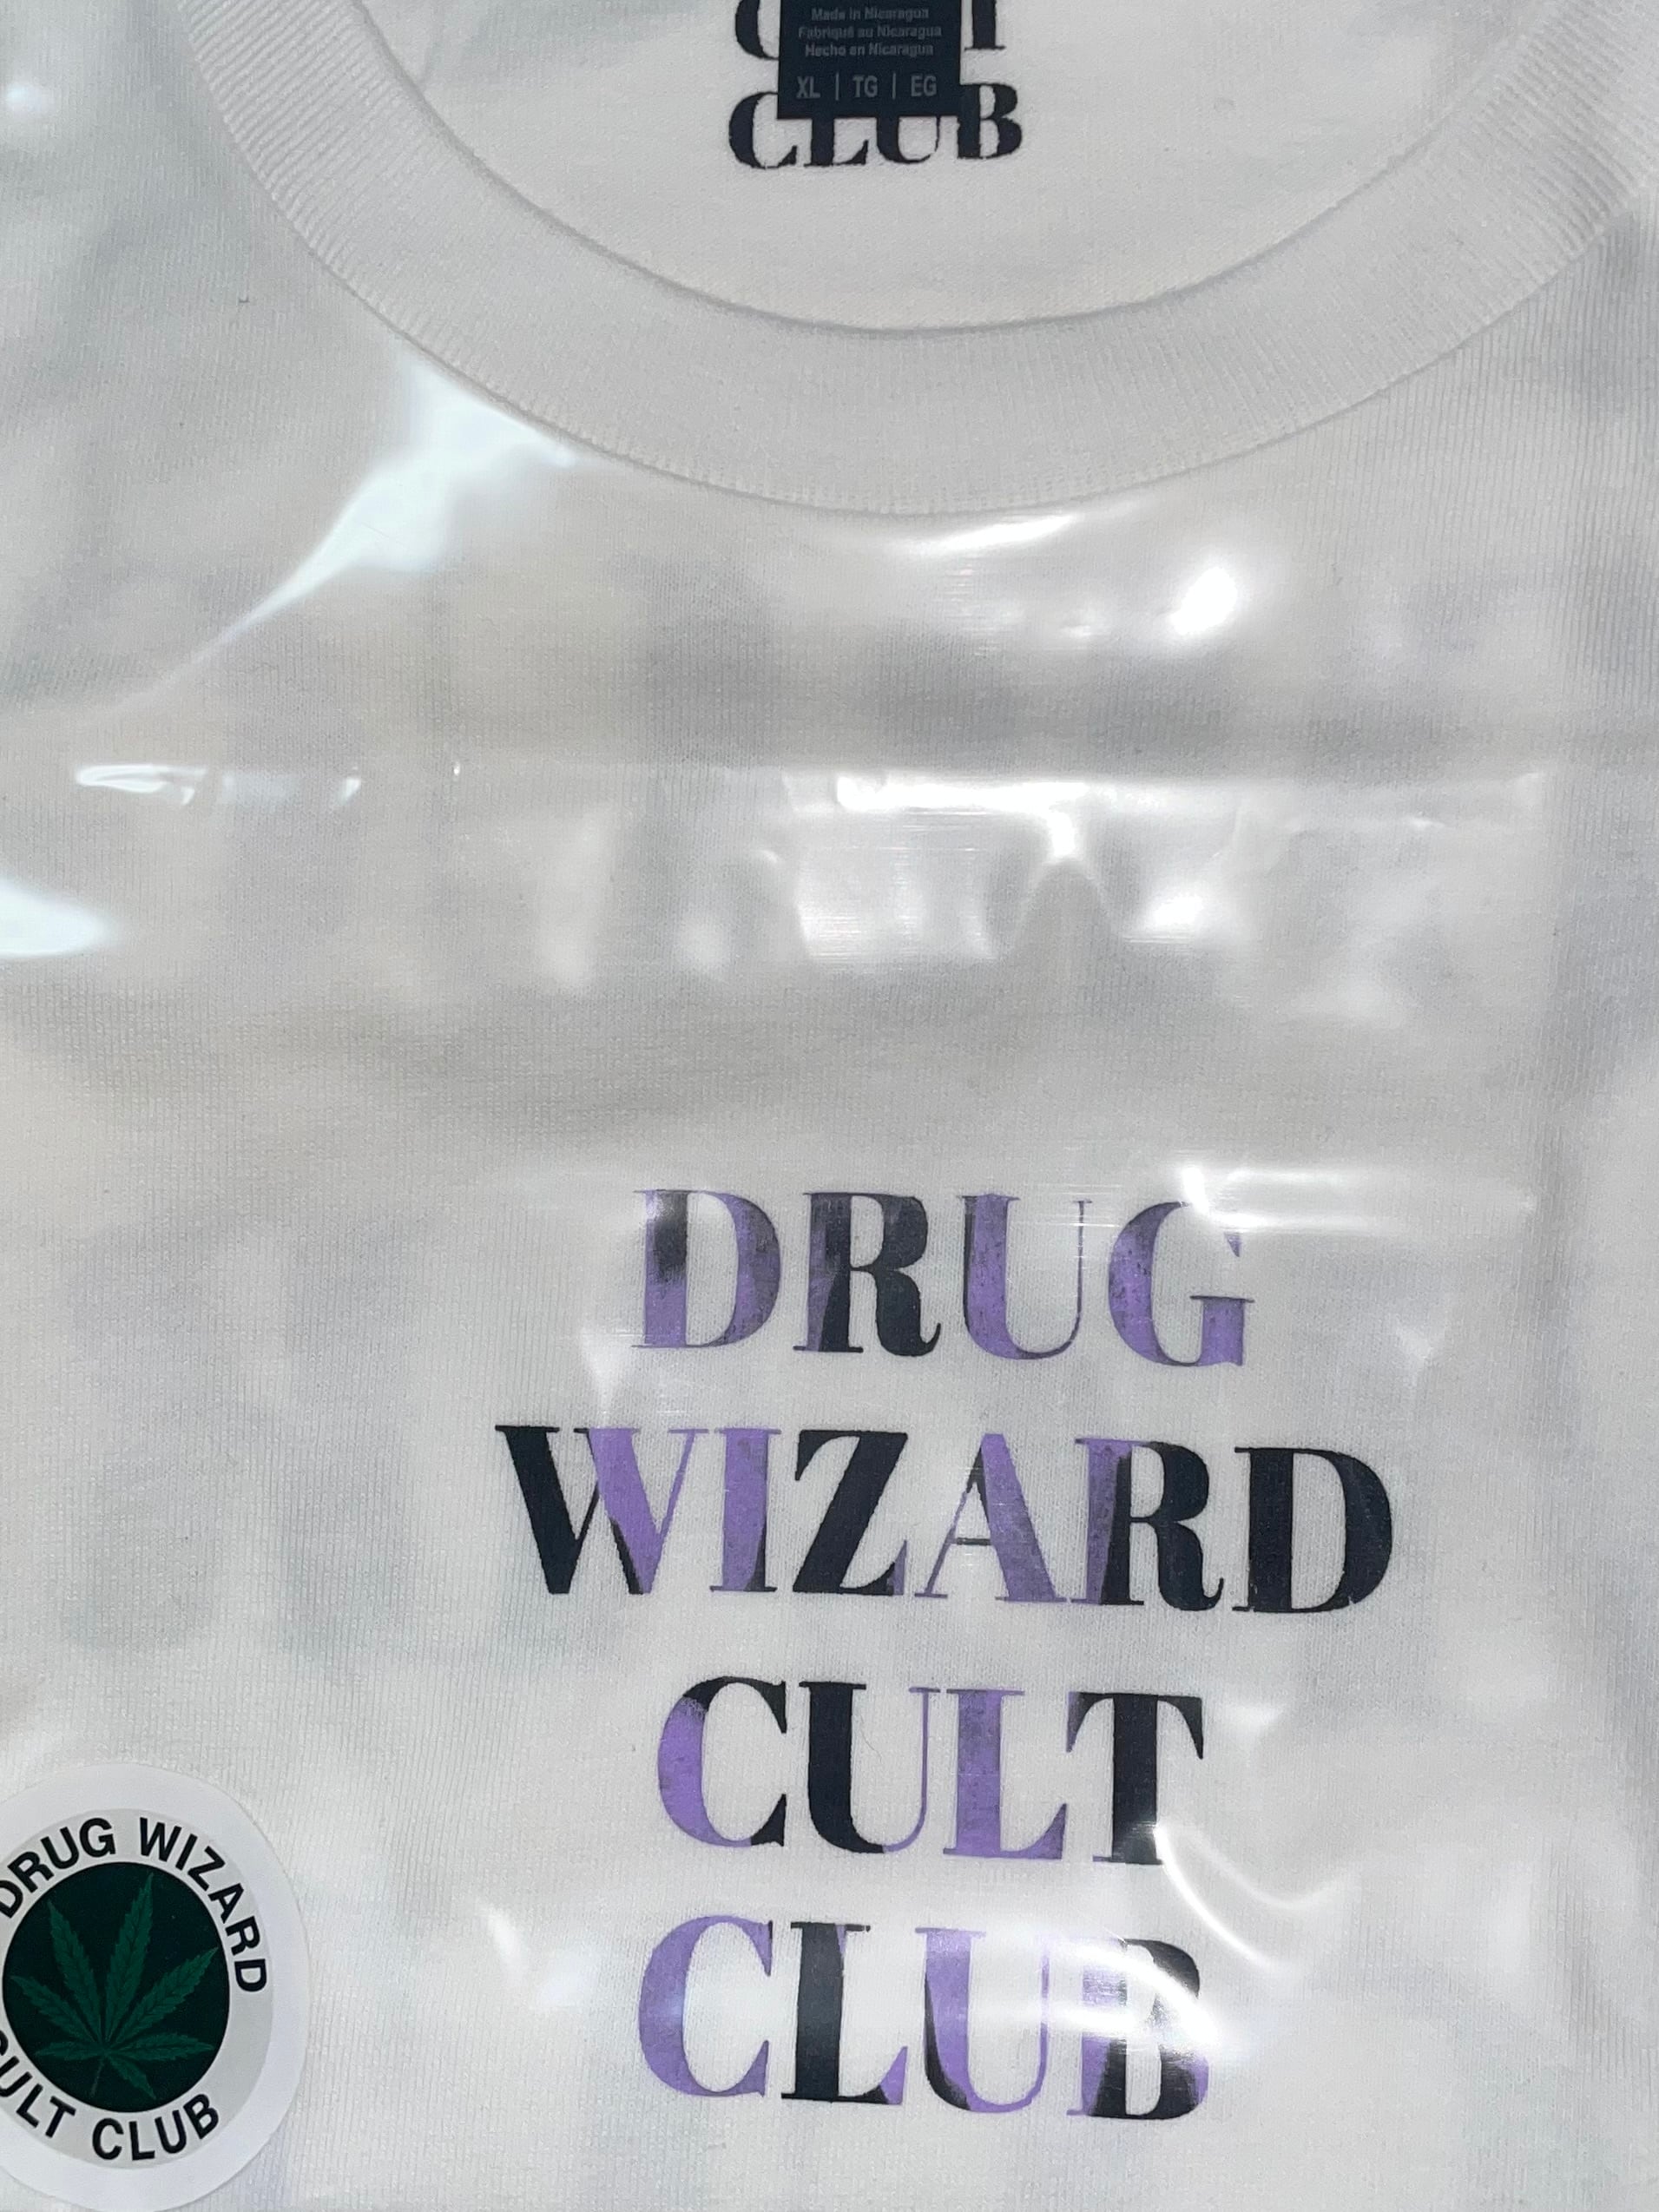 Made in Nicaragua
Fabriqué au Nicaragua
Hecho en Nicaragua
XL | TG | EG
CLUB
DRUG
WIZARD
CULT
CLUB
DRUG WIZARD
CULT CLUB